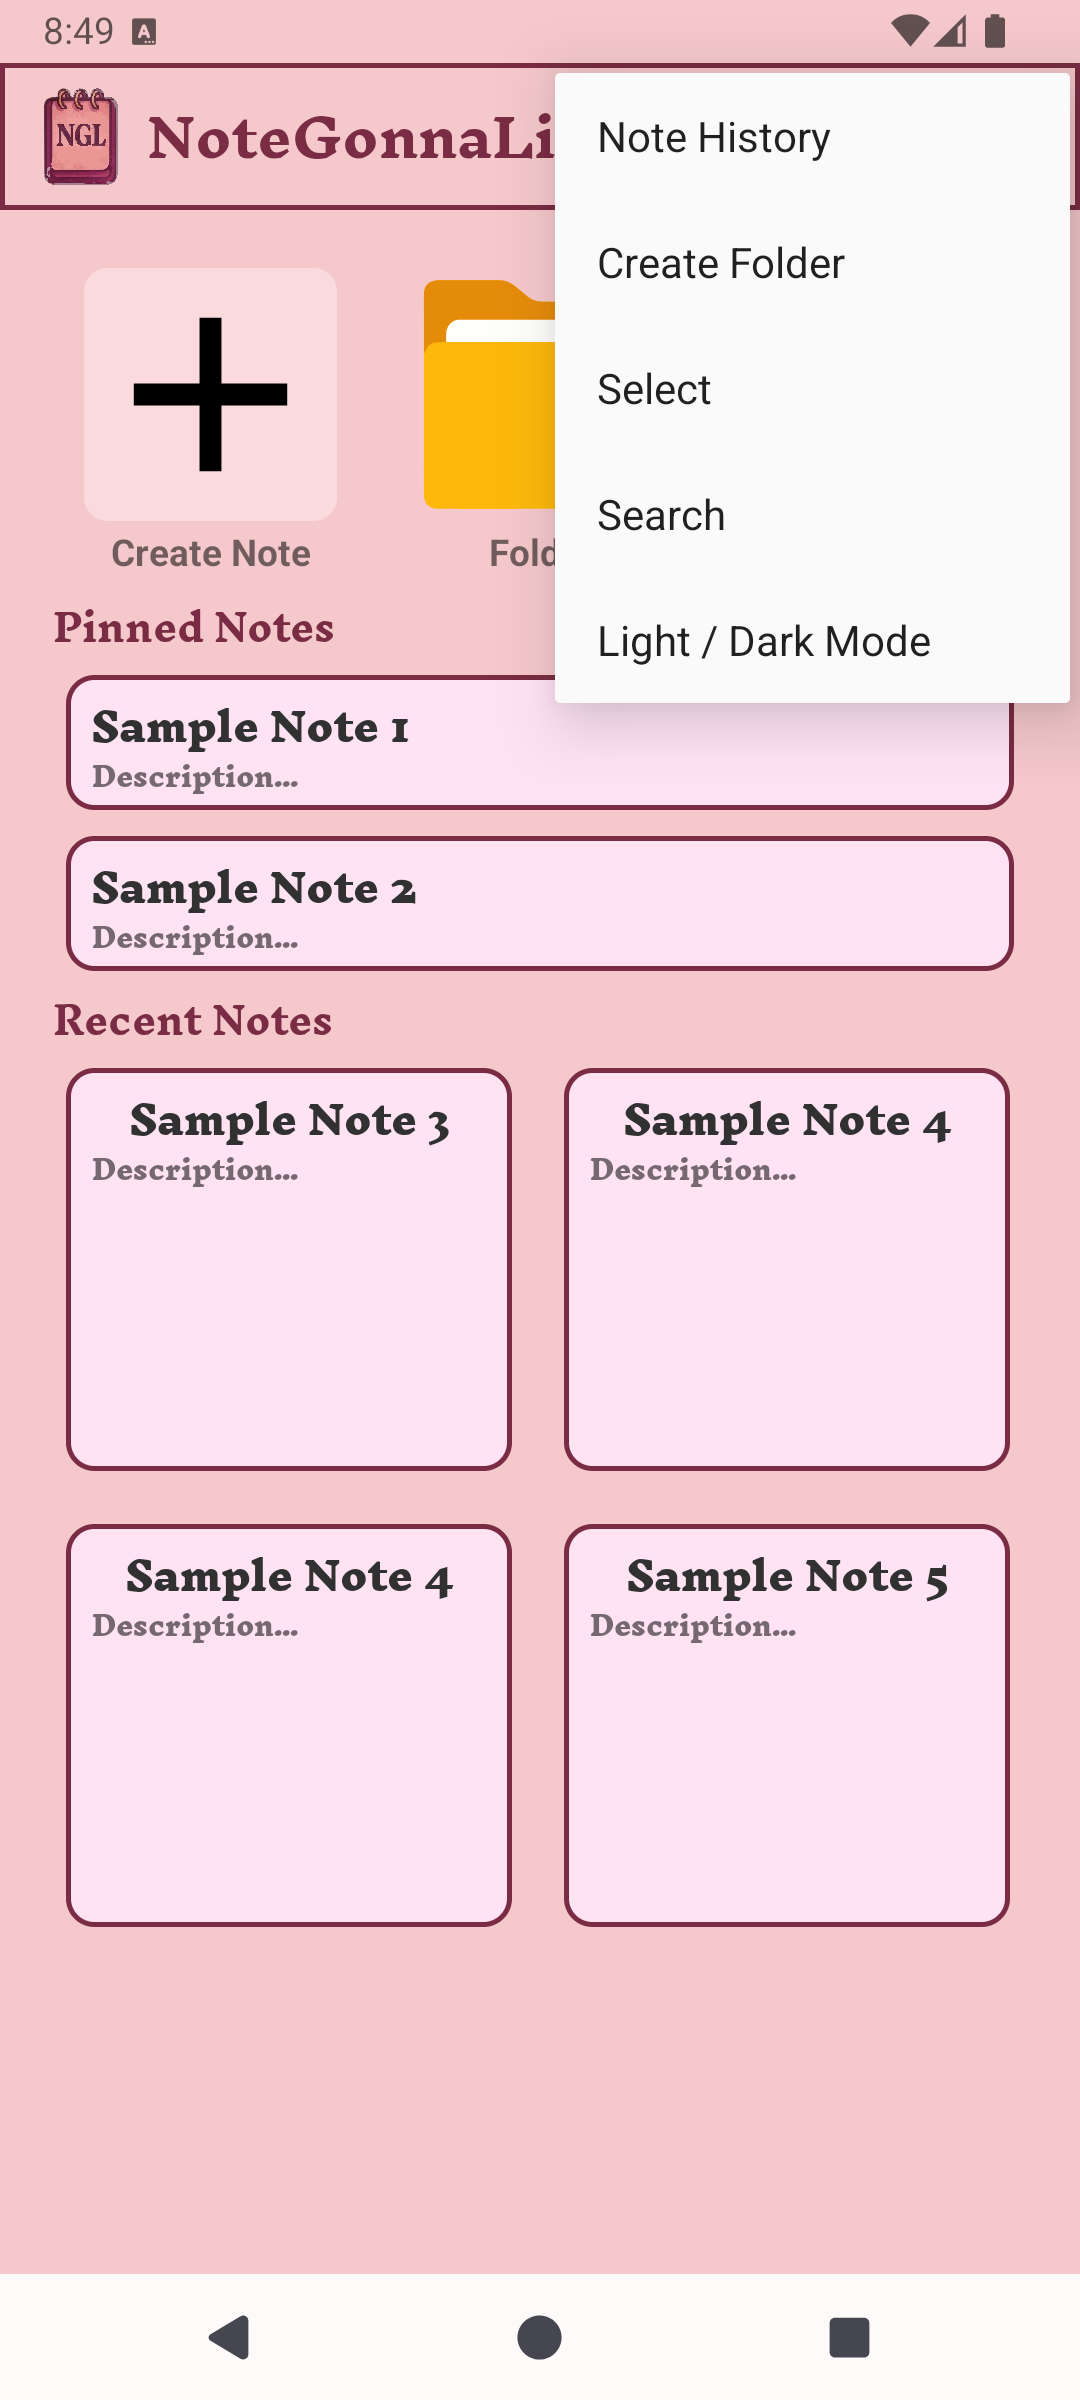 8:49
NGL
NoteGonnaLi
Note History
Create Folder
Select
Search
Light / Dark Mode
Create Note
Fold
Pinned Notes
Sample Note 1
Description...
Sample Note 2
Description...
Recent Notes
Sample Note 3
Description...
Sample Note 4
Description...
Sample Note 4
Description...
Sample Note 5
Description...